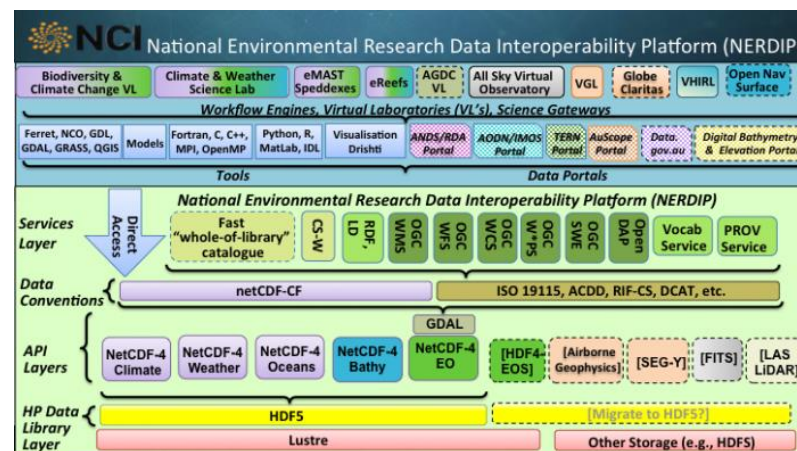 NCI National Environmental Research Data Interoperability Platform (NERDIP
Biodiversity &
Climate Change VL
Climate & Weather
Science Lab
eMAST
Speddexes
eReefs
AGDC
VL
All Sky Virtual
Observatory
VGL
Globe
Claritas
VHIRL
Open Nav
Surface
Workflow Engines, Virtual Laboratories (VL's), Science Gateways
Ferret, NCO, GDL,
GDAL, GRASS, QGIS
Models
Fortran, C, C++,
MPI, OpenMP
Python, R,
MatLab, IDL
Visualisation
Drishti
ANDS/RDA
Portal
AODN/IMOS
Portal
TERN
Portal
AuScope
Portal
Data.
gov.au
Digital Bathymetry
& Elevation Portal
Tools
Data Portals
National Environmental Research Data Interoperability Platform (NERDIP)
Services
Layer
Direct
Access
Fast
"whole-of-library"
catalogue
CS-W
RDF,
LD
OGC
WMS
OGC
WFS
OGC
WCS
OGC
W*PS
OGC
SWE
Open
DAP
Vocab
Service
PROV
Service
Data
Conventions
netCDF-CF
ISO 19115, ACDD, RIF-CS, DCAT, etc.
GDAL
API
Layers
NetCDF-4
Climate
NetCDF-4
Weather
NetCDF-4
Oceans
NetCDF-4
Bathy
NetCDF-4
EO
[HDF4-
EOS]
[Airborne
Geophysics]
[SEG-Y]
[FITS]
[LAS
LiDAR]
HP Data
Library
Layer
HDF5
[Migrate to HDF5?]
Lustre
Other Storage (e.g., HDFS)